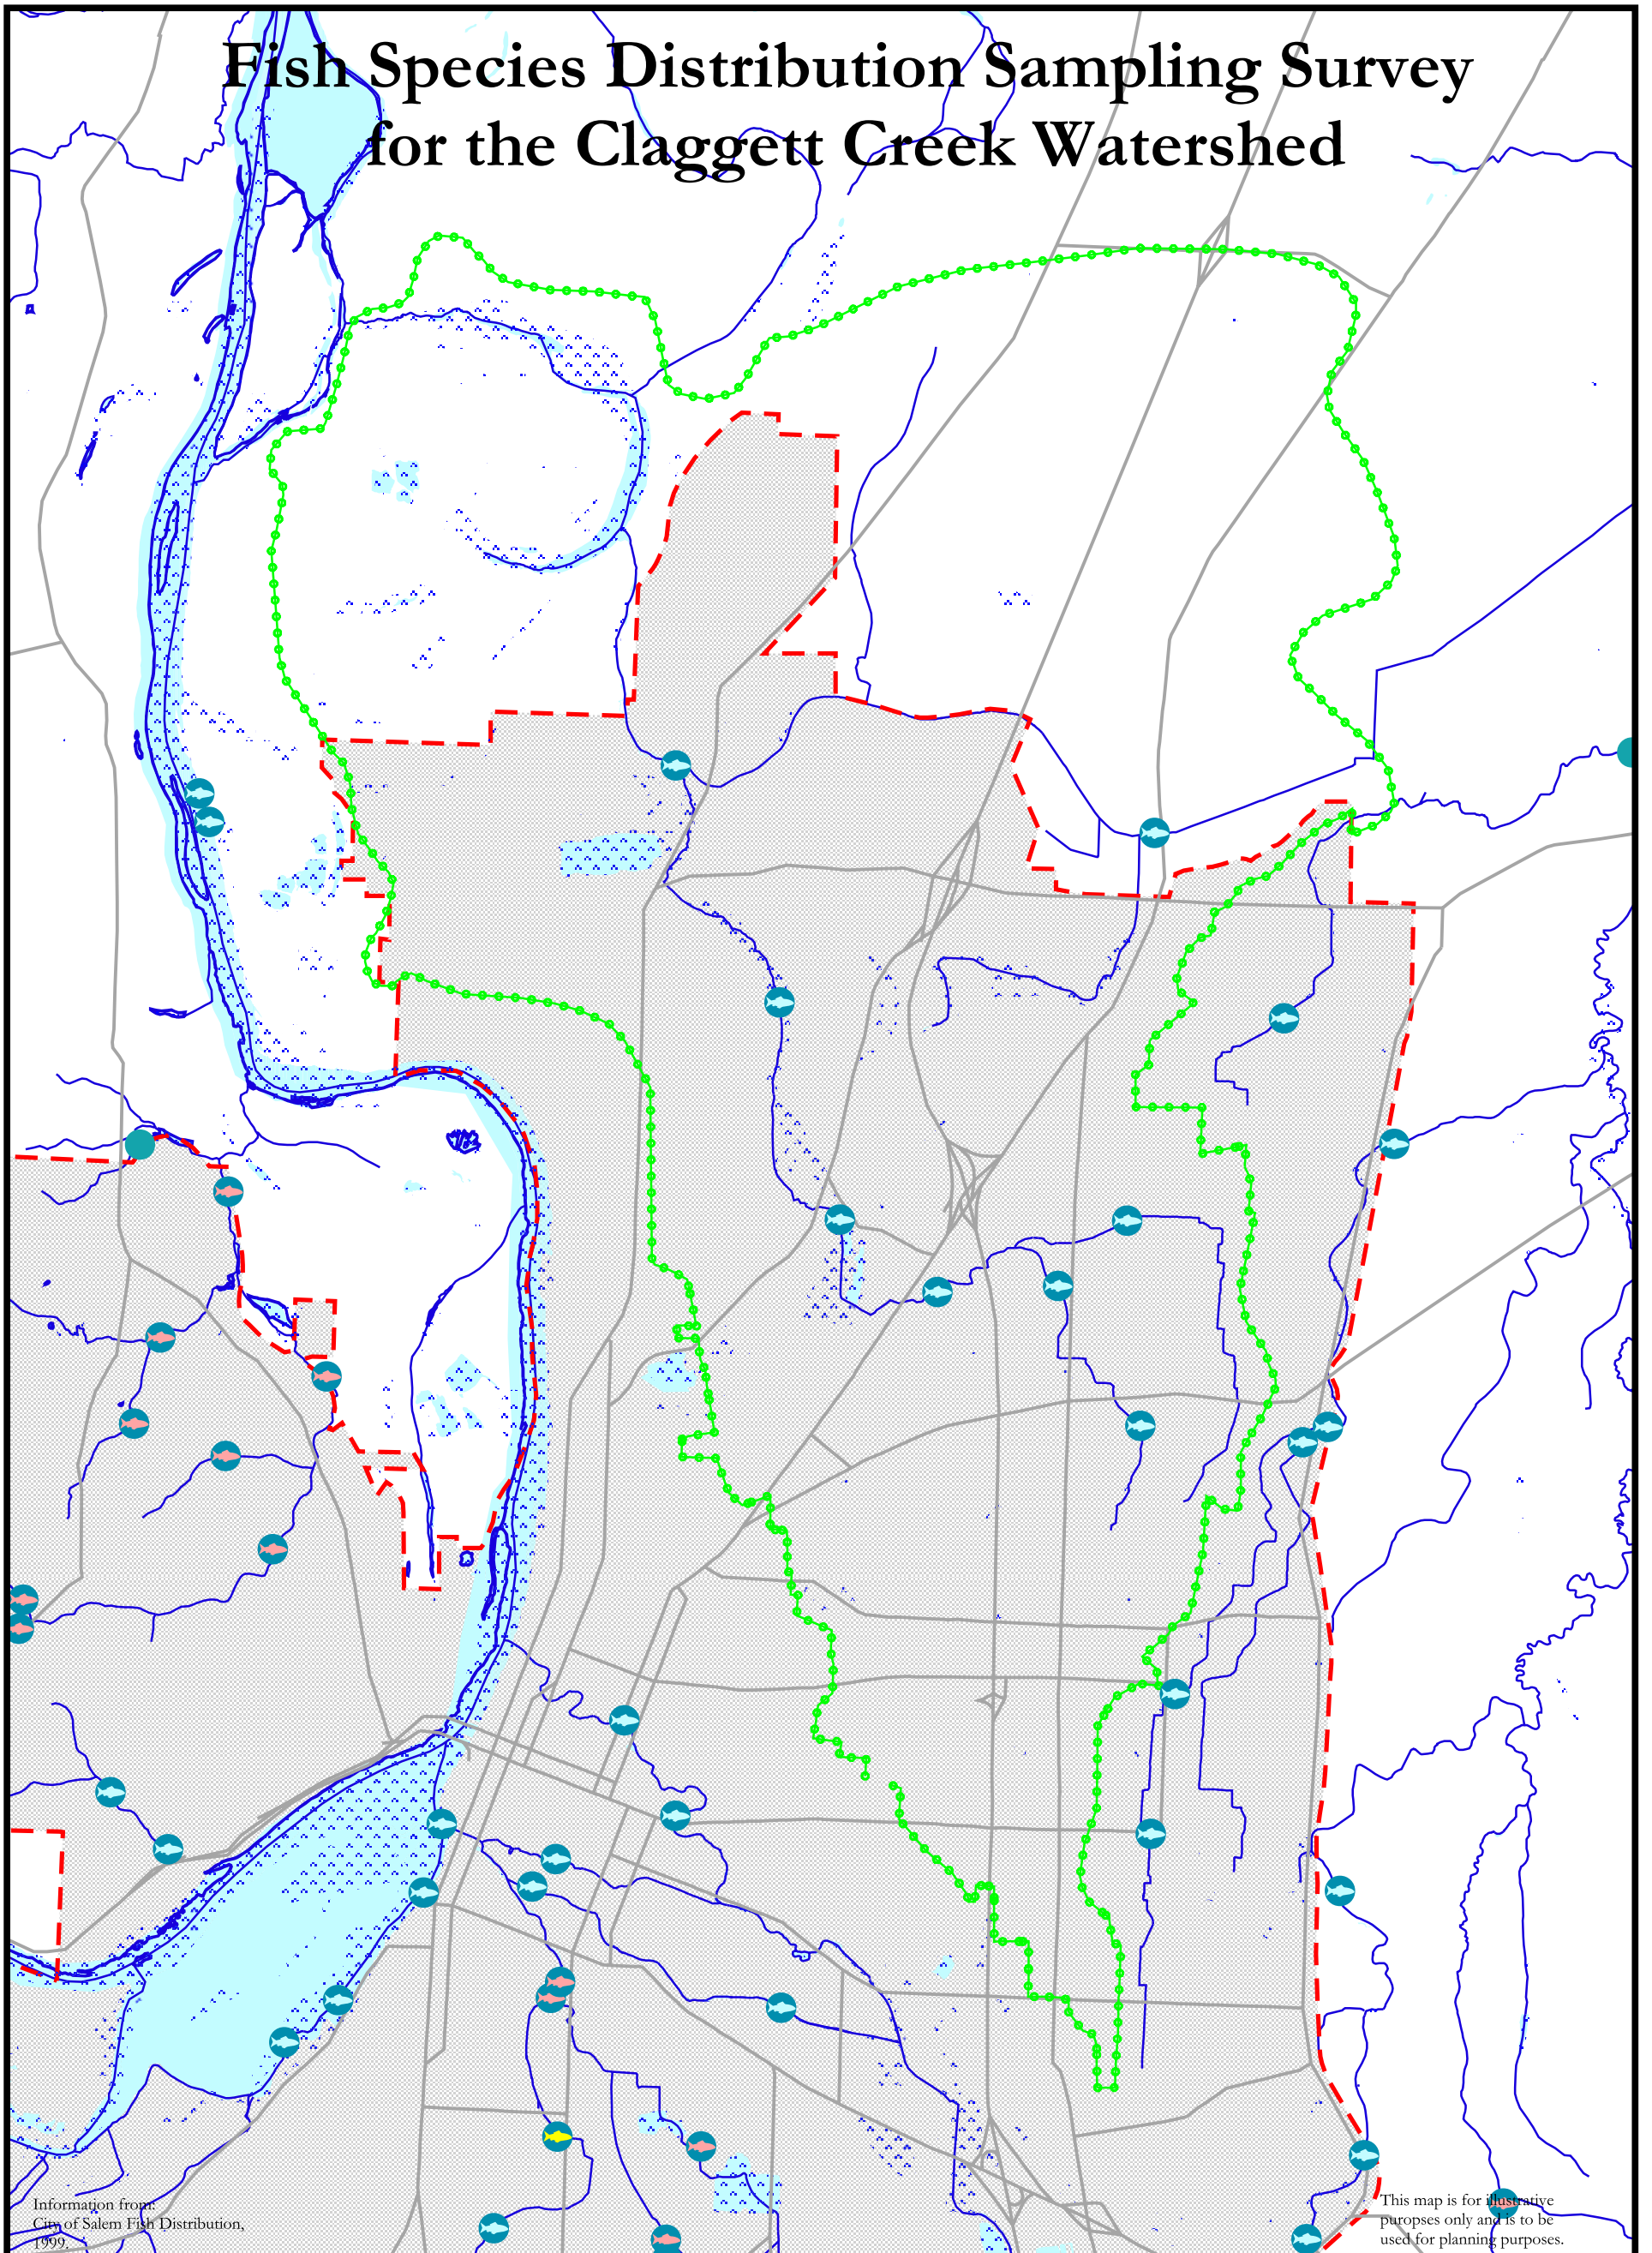 Fish Species Distribution Sampling Survey
for the Claggett Creek Watershed
Information from:
City of Salem Fish Distribution,
1999.
This map is for illustrative
puropses only and is to be
used for planning purposes.